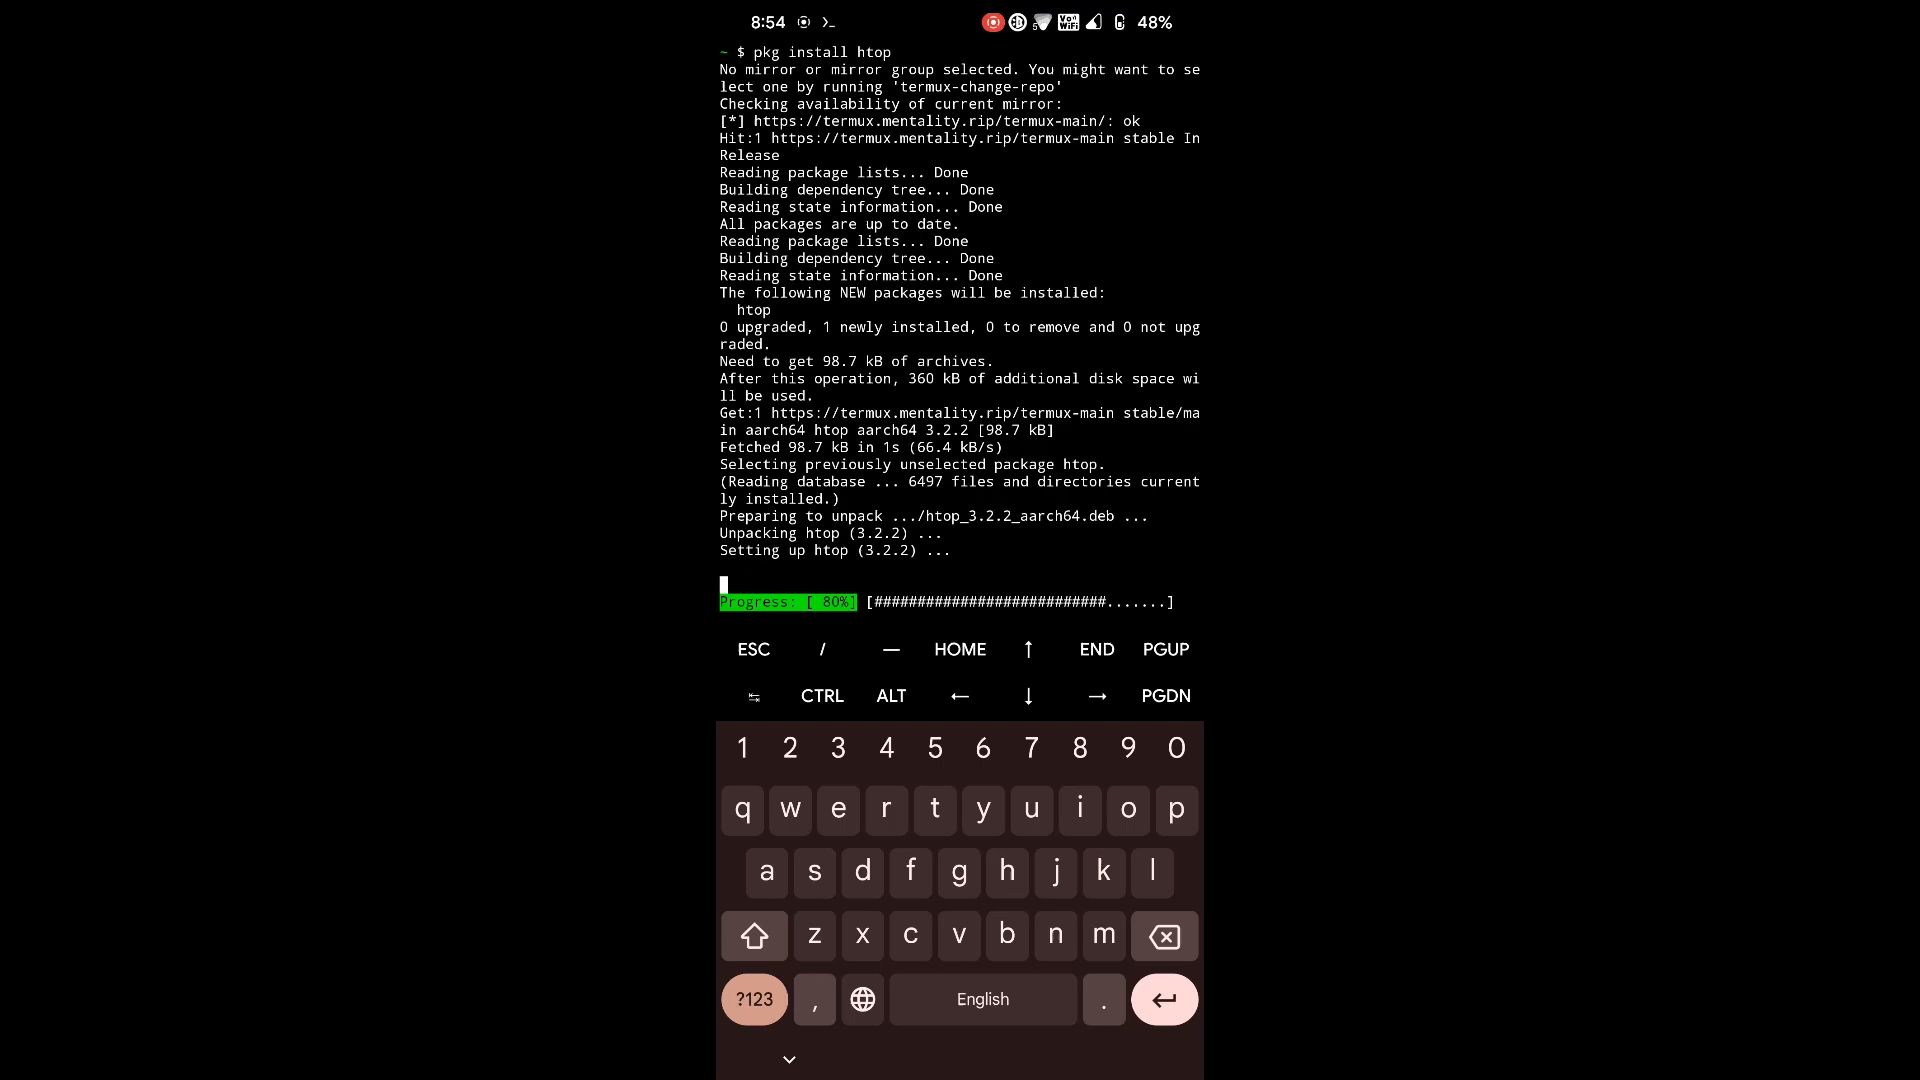 8:54 48%
~ $ pkg install htop
No mirror or mirror group selected. You might want to se
lect one by running 'termux-change-repo'
Checking availability of current mirror:
[*] https://termux.mentality.rip/termux-main/: ok
Hit:1 https://termux.mentality.rip/termux-main stable In
Release
Reading package lists... Done
Building dependency tree... Done
Reading state information... Done
All packages are up to date.
Reading package lists... Done
Building dependency tree... Done
Reading state information... Done
The following NEW packages will be installed:
  htop
0 upgraded, 1 newly installed, 0 to remove and 0 not upg
raded.
Need to get 98.7 kB of archives.
After this operation, 360 kB of additional disk space wi
ll be used.
Get:1 https://termux.mentality.rip/termux-main stable/ma
in aarch64 htop aarch64 3.2.2 [98.7 kB]
Fetched 98.7 kB in 1s (66.4 kB/s)
Selecting previously unselected package htop.
(Reading database ... 6497 files and directories current
ly installed.)
Preparing to unpack .../htop_3.2.2_aarch64.deb ...
Unpacking htop (3.2.2) ...
Setting up htop (3.2.2) ...
Progress: [ 80%] [###########################.......]
ESC / — HOME ↑ END PGUP
↹ CTRL ALT ← ↓ → PGDN
1 2 3 4 5 6 7 8 9 0
q w e r t y u i o p
a s d f g h j k l
z x c v b n m
?123 , English .